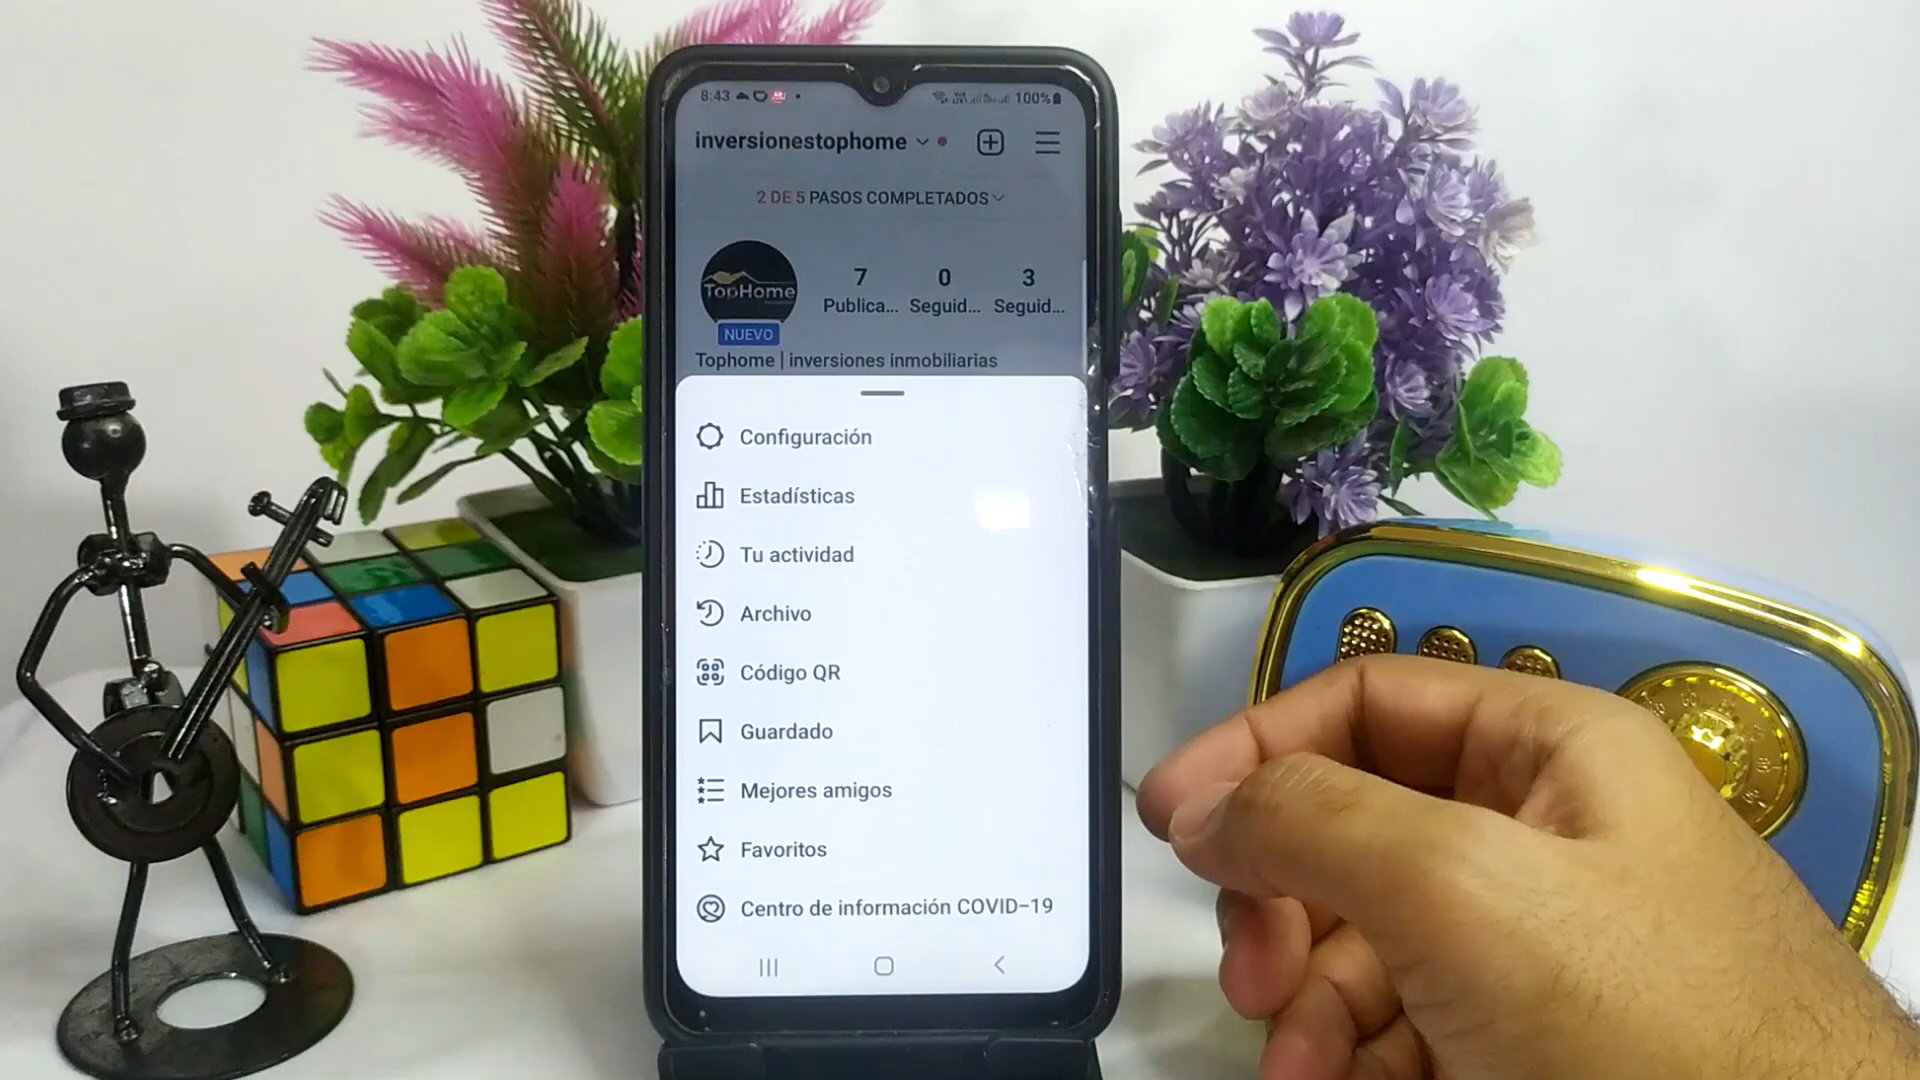 8:43
100%
inversionestophome
2 DE 5 PASOS COMPLETADOS
TopHome
NUEVO
7
Publica...
0
Seguid...
3
Seguid...
Tophome | inversiones inmobiliarias
Configuración
Estadísticas
Tu actividad
Archivo
Código QR
Guardado
Mejores amigos
Favoritos
Centro de información COVID-19